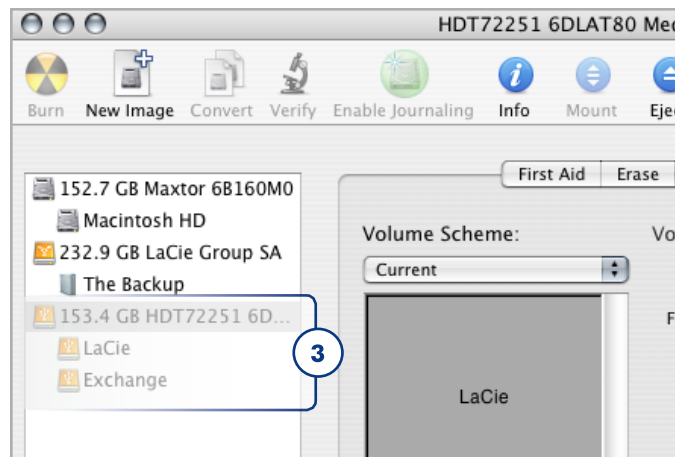 HDT72251 6DLAT80 Med
Burn New Image Convert Verify Enable Journaling Info Mount Ejec
First Aid Erase
152.7 GB Maxtor 6B160M0
Macintosh HD
232.9 GB LaCie Group SA
The Backup
153.4 GB HDT72251 6D...
LaCie
Exchange
3
Volume Scheme: Vo
Current
F
LaCie